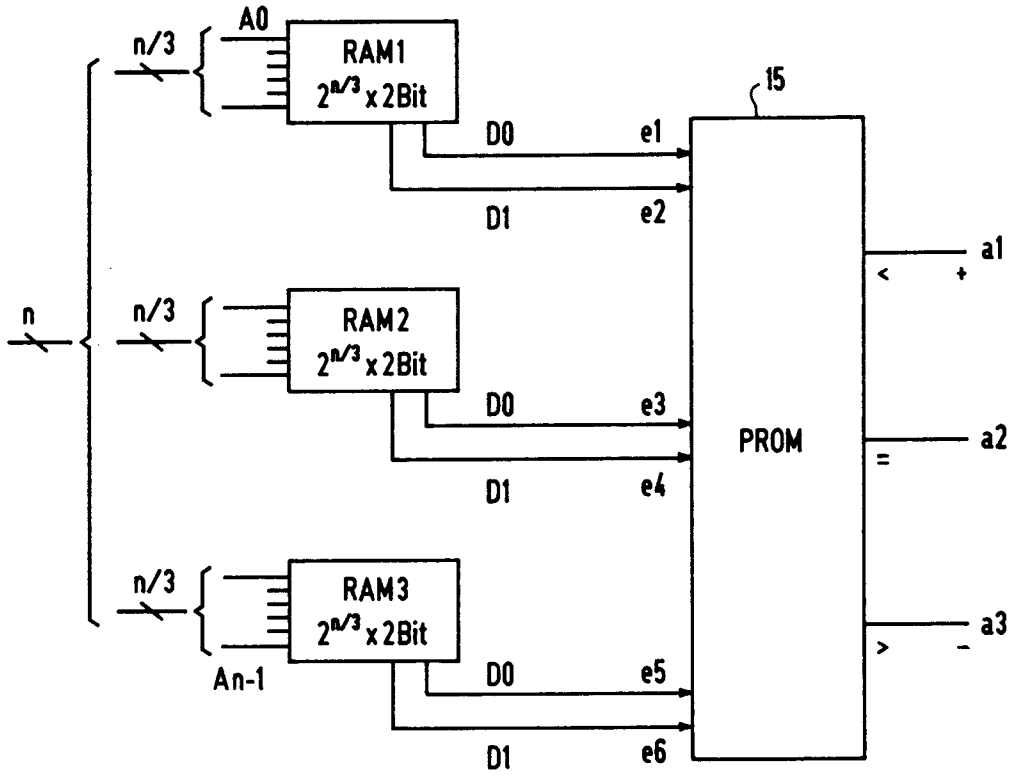 A0
n/3
RAM1
2^n/3 x 2Bit
15
D0
e1
D1
e2
a1
< +
n
n/3
RAM2
2^n/3 x 2Bit
D0
e3
D1
e4
PROM
a2
=
n/3
RAM3
2^n/3 x 2Bit
An-1
D0
e5
D1
e6
a3
> -